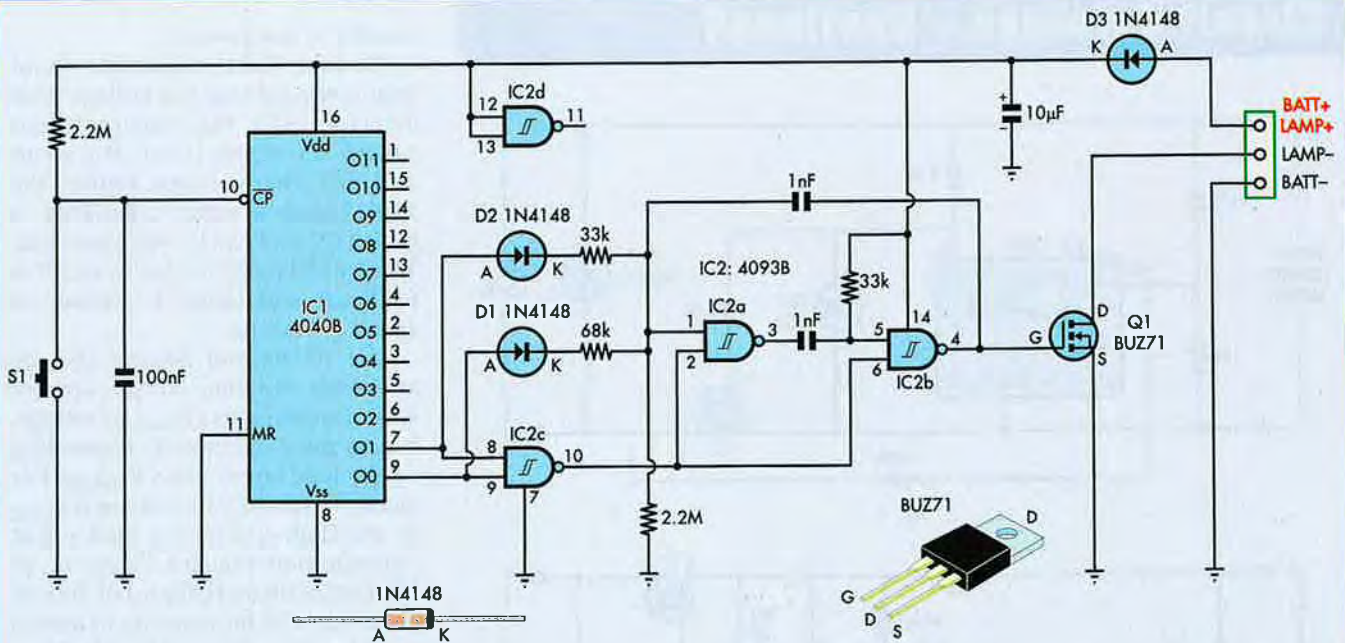 D3 1N4148
K
A
BATT+
LAMP+
LAMP–
BATT–
10µF
+
–
2.2M
16
Vdd
10
CP
IC1
4040B
O11
1
O10
15
O9
14
O8
12
O7
13
O6
4
O5
2
O4
3
O3
5
O2
6
O1
7
O0
9
11
MR
Vss
8
S1
100nF
IC2d
12
13
11
D2 1N4148
A
K
33k
D1 1N4148
A
K
68k
IC2c
8
9
10
7
1nF
IC2: 4093B
IC2a
1
2
3
1nF
33k
5
6
14
4
IC2b
2.2M
G
D
S
Q1
BUZ71
BUZ71
D
G
D
S
1N4148
A
K